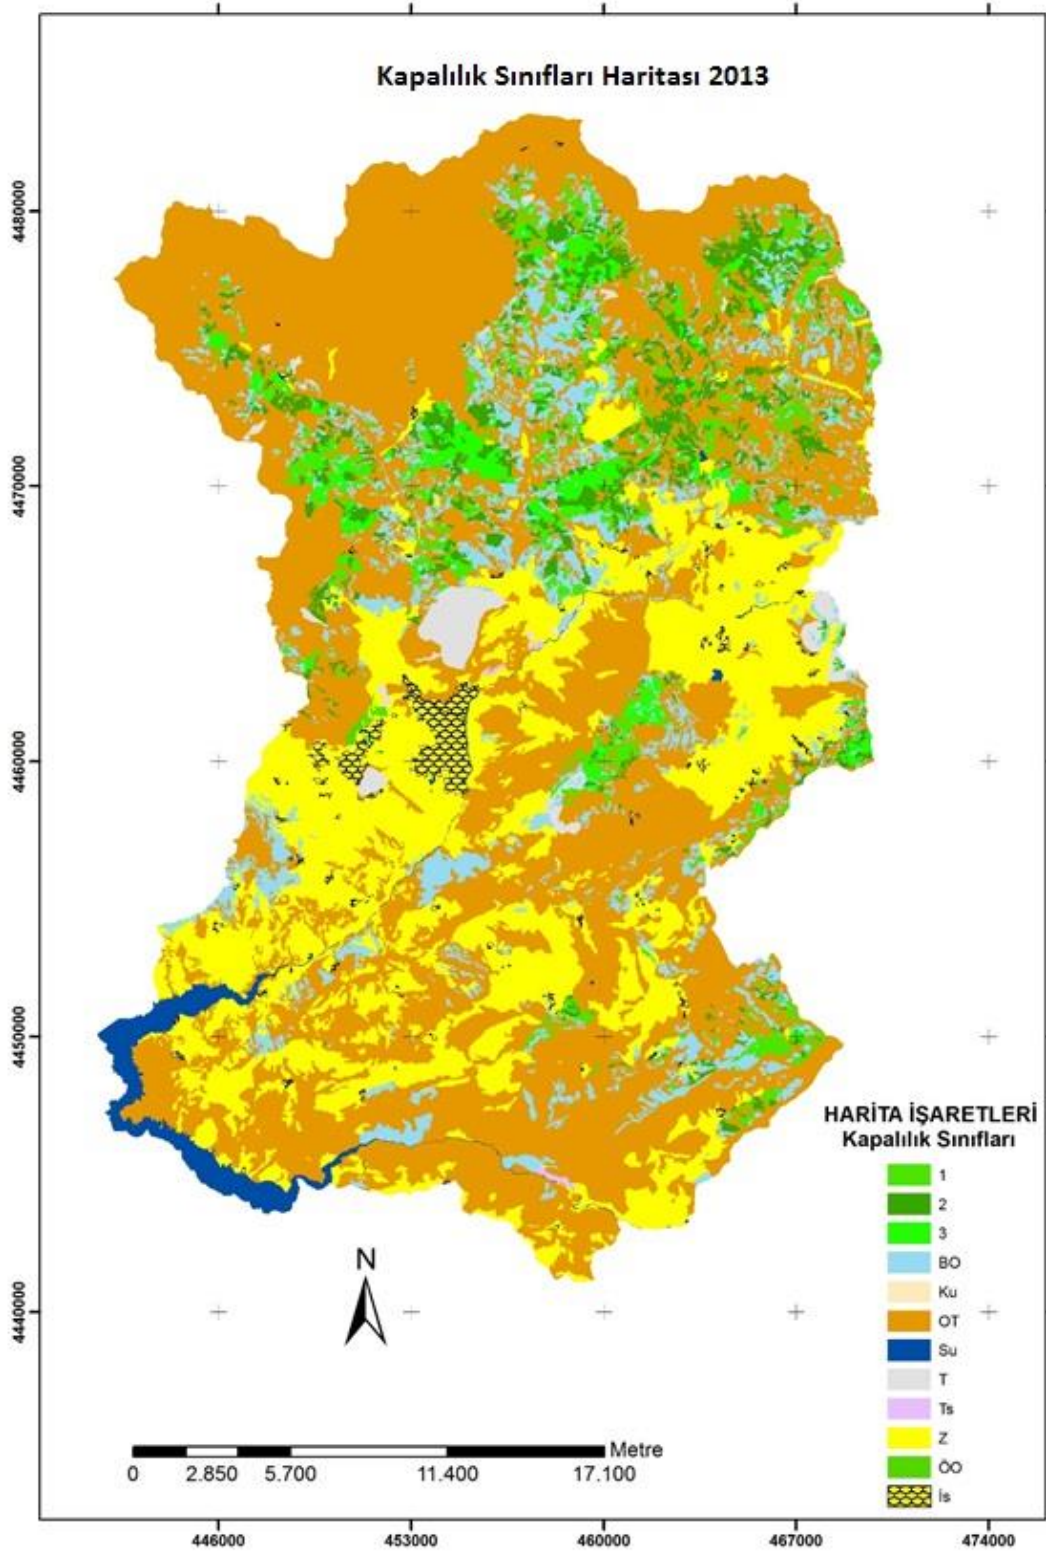 Kapalılık Sınıfları Haritası 2013
4480000
4470000
4460000
4450000
4440000
HARİTA İŞARETLERİ
Kapalılık Sınıfları
1
2
3
BO
Ku
OT
Su
T
Ts
Z
ÖO
İs
N
Metre
0 2.850 5.700 11.400 17.100
446000 453000 460000 467000 474000